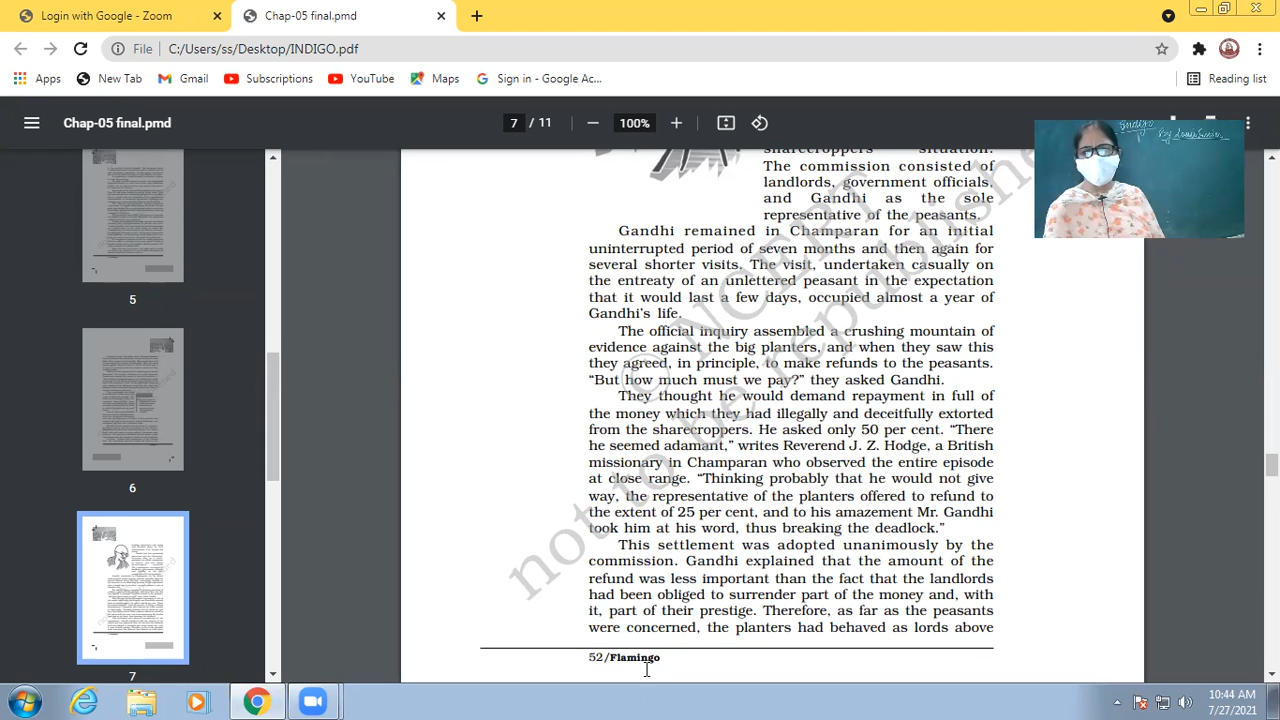 Login with Google - Zoom
Chap-05 final.pmd
File
C:/Users/ss/Desktop/INDIGO.pdf
Apps
New Tab
Gmail
Subscriptions
YouTube
Maps
Sign in - Google Ac...
Reading list
Chap-05 final.pmd
7 / 11
100%
Indigo
By Louis Fischer
5
6
7
sharecroppers' situation.
The commission consisted of
landlords, government officials,
and Gandhi as the sole
representative of the peasants.
Gandhi remained in Champaran for an initial
uninterrupted period of seven months and then again for
several shorter visits. The visit, undertaken casually on
the entreaty of an unlettered peasant in the expectation
that it would last a few days, occupied almost a year of
Gandhi's life.
The official inquiry assembled a crushing mountain of
evidence against the big planters, and when they saw this
they agreed, in principle, to make refunds to the peasants.
“But how much must we pay?” they asked Gandhi.
They thought he would demand repayment in full of
the money which they had illegally and deceitfully extorted
from the sharecroppers. He asked only 50 per cent. “There
he seemed adamant,” writes Reverend J. Z. Hodge, a British
missionary in Champaran who observed the entire episode
at close range. “Thinking probably that he would not give
way, the representative of the planters offered to refund to
the extent of 25 per cent, and to his amazement Mr. Gandhi
took him at his word, thus breaking the deadlock.”
This settlement was adopted unanimously by the
commission. Gandhi explained that the amount of the
refund was less important than the fact that the landlords
had been obliged to surrender part of the money and, with
it, part of their prestige. Therefore, as far as the peasants
were concerned, the planters had behaved as lords above
© NCERT
not to be republish
52/Flamingo
10:44 AM
7/27/2021